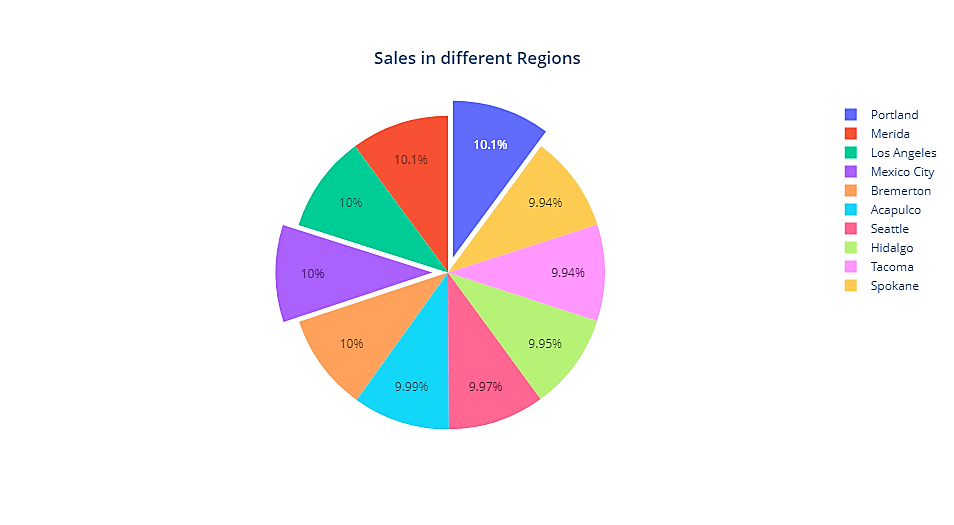 Sales in different Regions
10.1%
10.1%
10%
9.94%
10%
9.94%
10%
9.95%
9.99%
9.97%
Portland
Merida
Los Angeles
Mexico City
Bremerton
Acapulco
Seattle
Hidalgo
Tacoma
Spokane